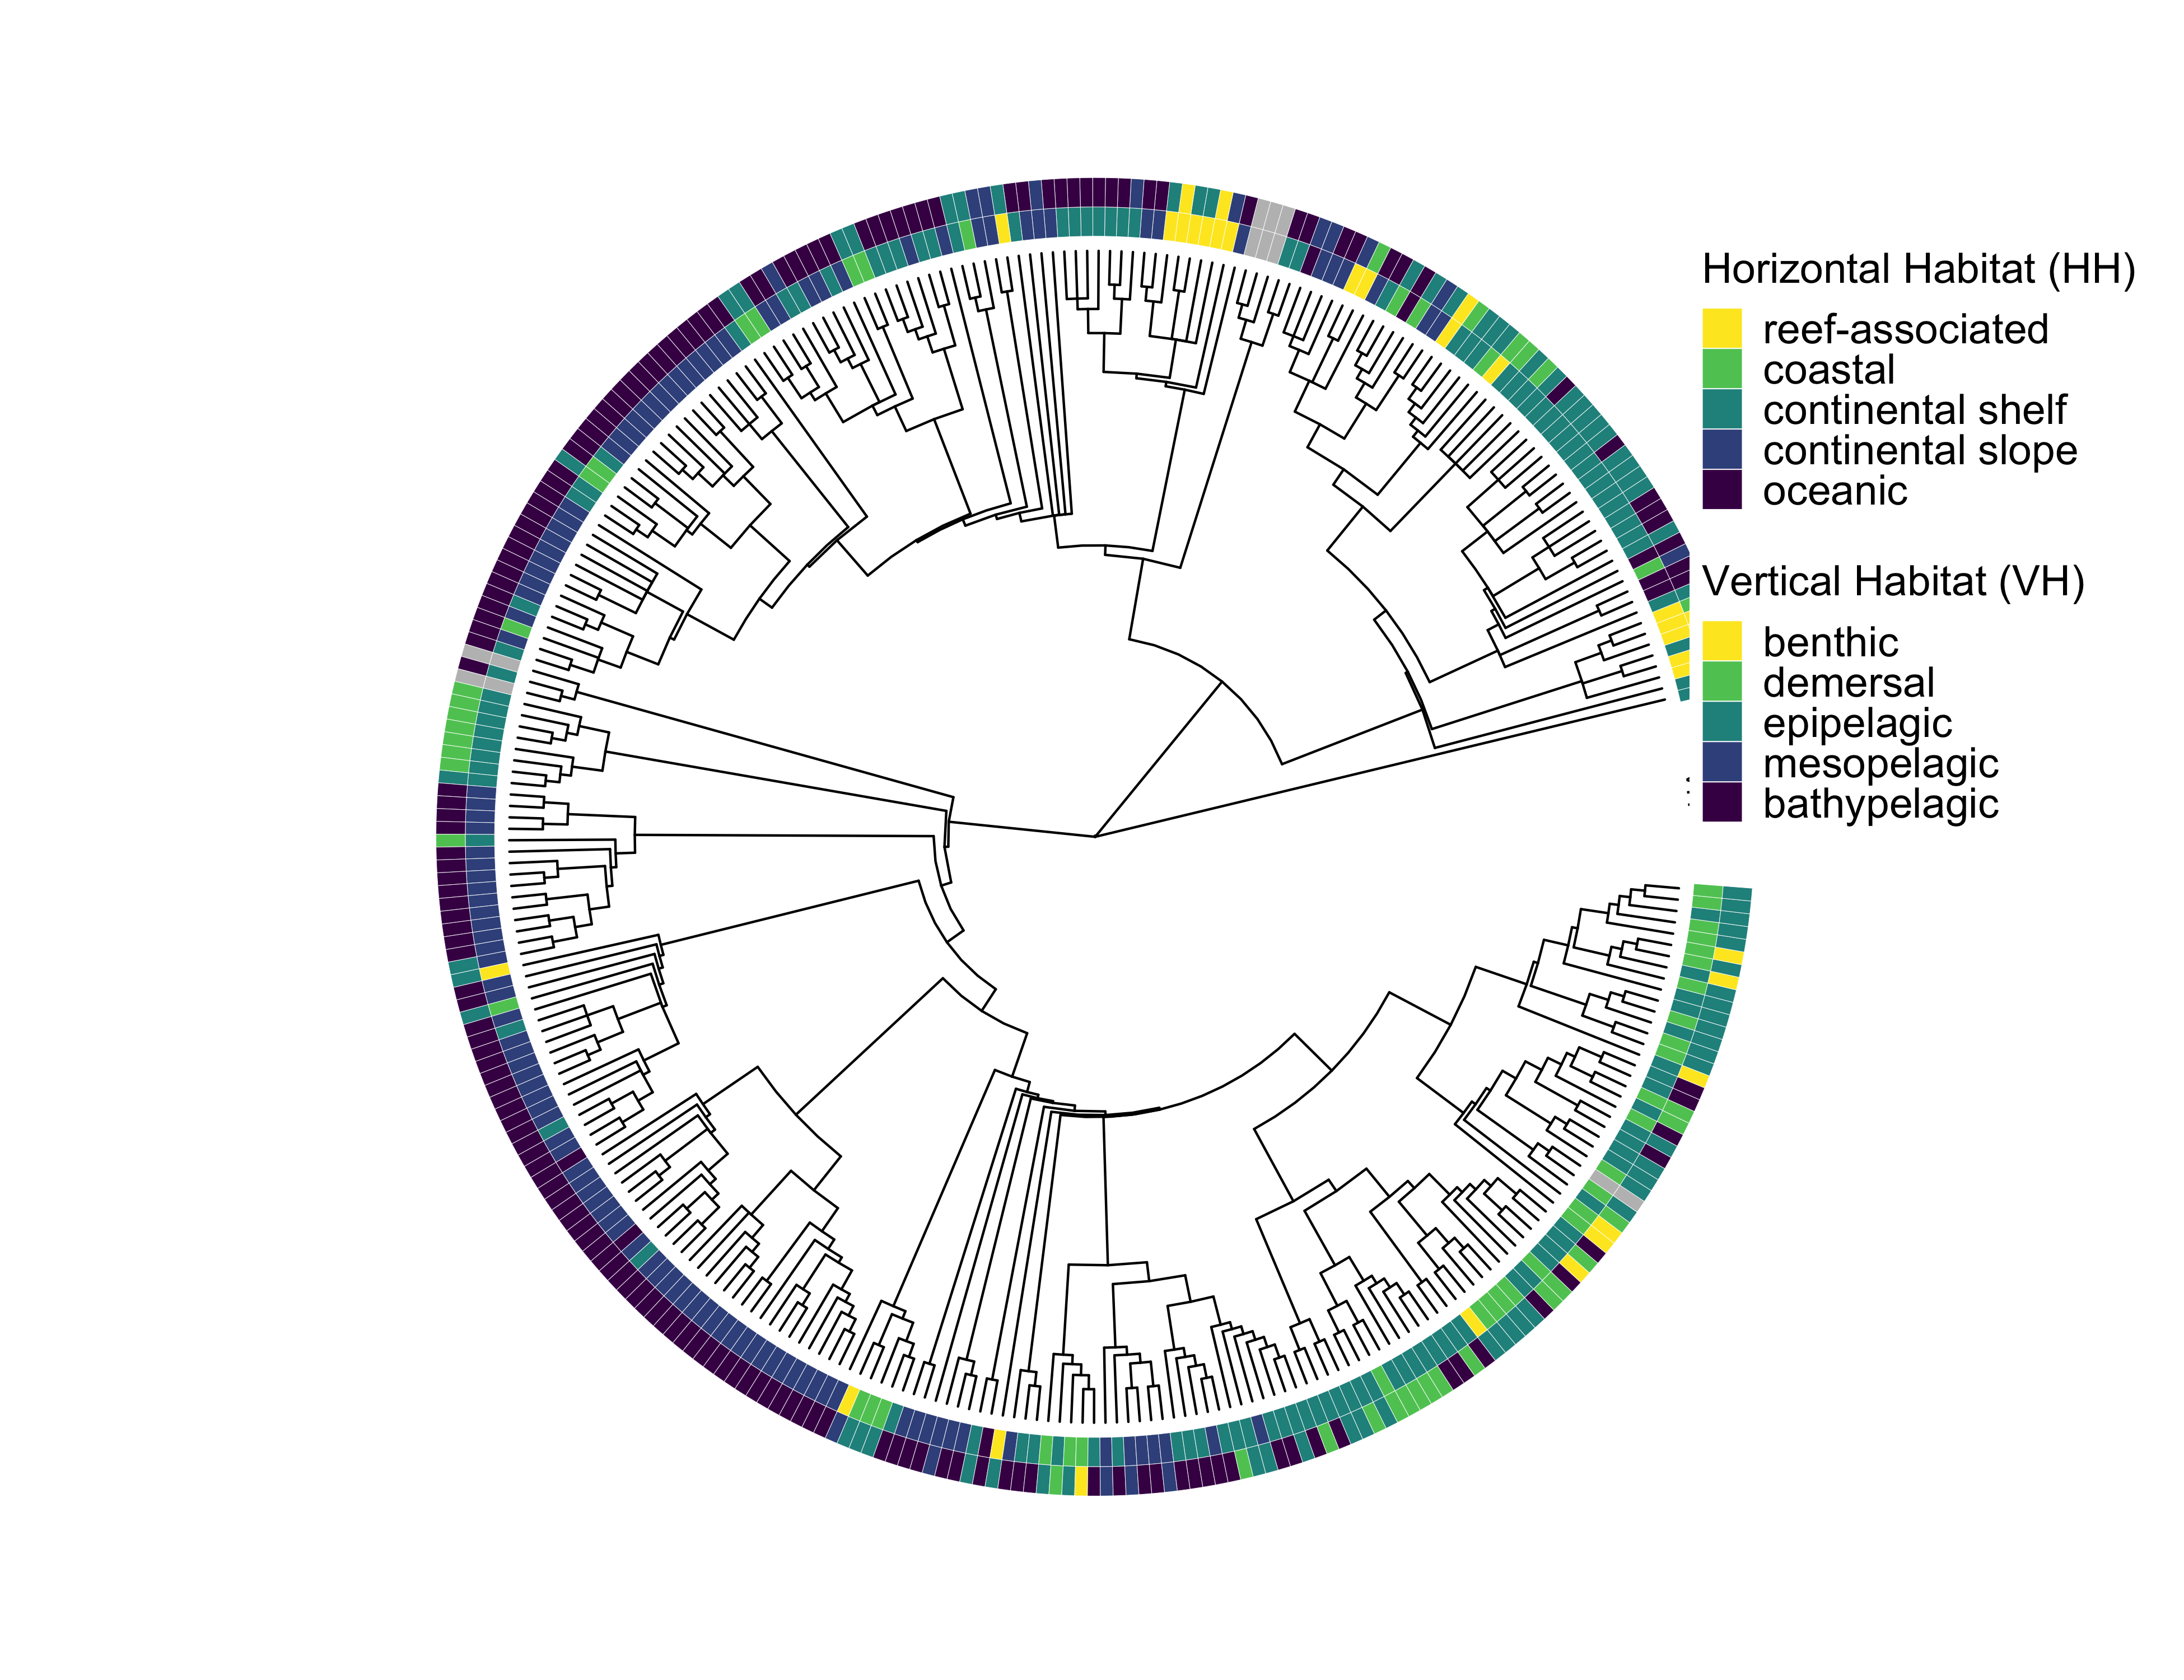 Horizontal Habitat (HH)
reef-associated
coastal
continental shelf
continental slope
oceanic
Vertical Habitat (VH)
benthic
demersal
epipelagic
mesopelagic
bathypelagic